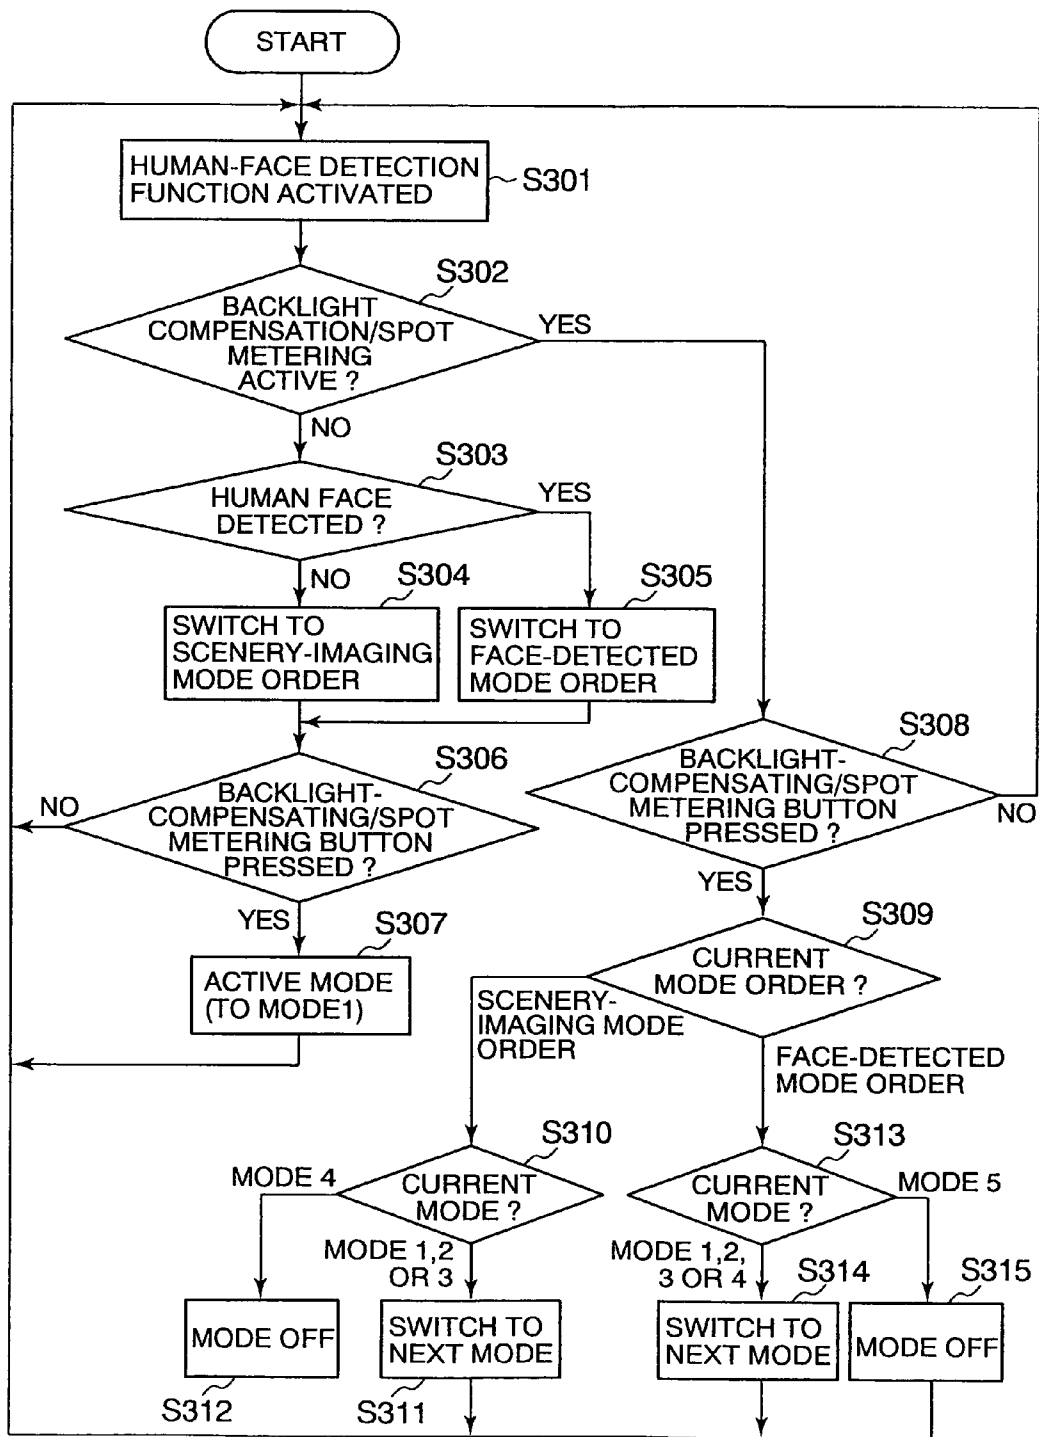 START
HUMAN-FACE DETECTION
FUNCTION ACTIVATED
S301
S302
BACKLIGHT
COMPENSATION/SPOT
METERING
ACTIVE ?
YES
NO
S303
HUMAN FACE
DETECTED ?
YES
NO
S304
SWITCH TO
SCENERY-IMAGING
MODE ORDER
S305
SWITCH TO
FACE-DETECTED
MODE ORDER
S306
BACKLIGHT-
COMPENSATING/SPOT
METERING BUTTON
PRESSED ?
NO
YES
S307
ACTIVE MODE
(TO MODE1)
S308
BACKLIGHT-
COMPENSATING/SPOT
METERING BUTTON
PRESSED ?
NO
YES
S309
CURRENT
MODE ORDER ?
SCENERY-
IMAGING MODE
ORDER
FACE-DETECTED
MODE ORDER
S310
CURRENT
MODE ?
MODE 4
MODE 1,2
OR 3
S313
CURRENT
MODE ?
MODE 5
MODE 1,2,
3 OR 4
MODE OFF
S312
SWITCH TO
NEXT MODE
S311
S314
SWITCH TO
NEXT MODE
S315
MODE OFF